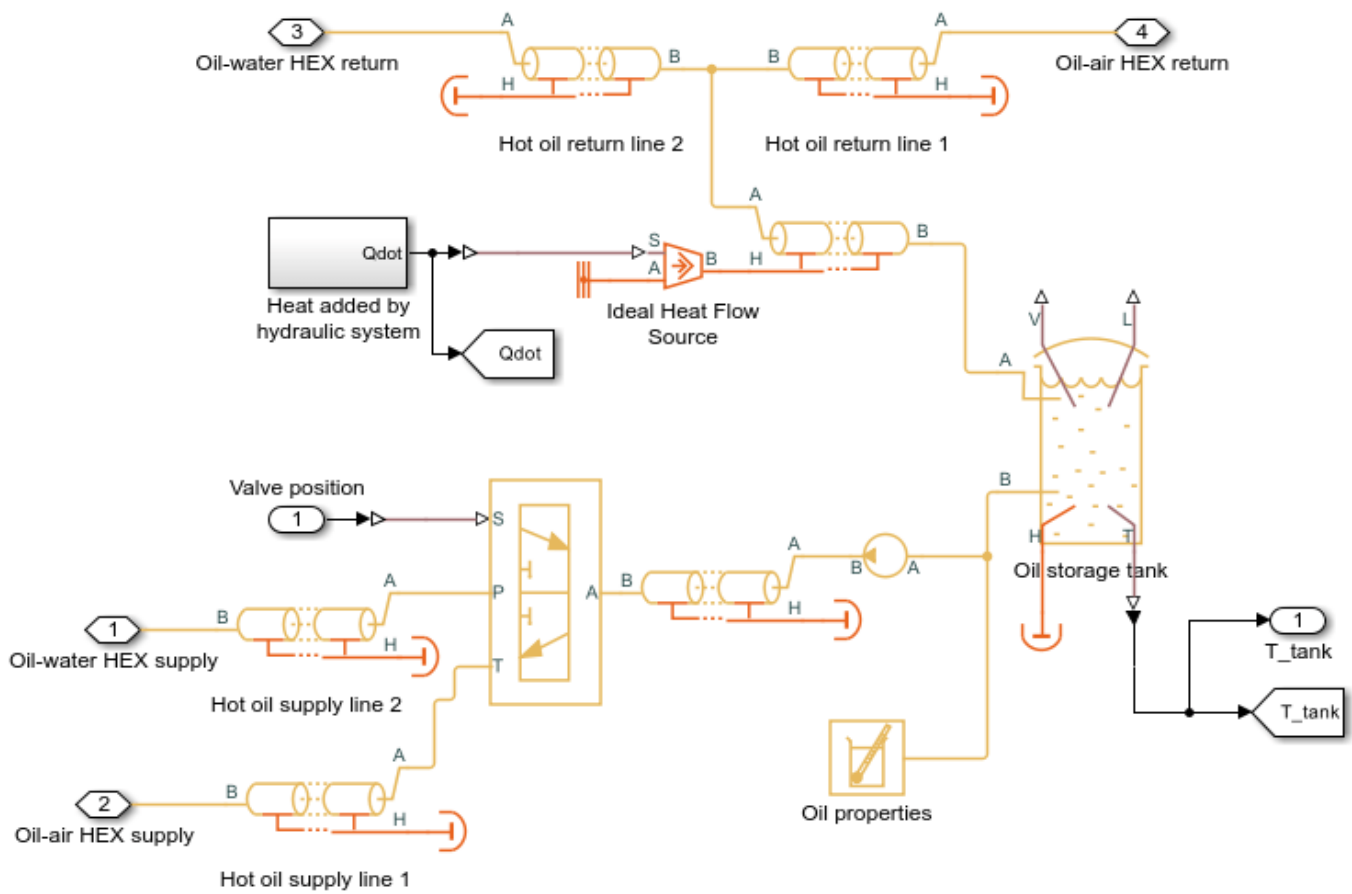 A
3
B
B
A
4
Oil-water HEX return
H
H
Oil-air HEX return
Hot oil return line 2
Hot oil return line 1
A
B
Qdot
S
A
B
H
Heat added by
hydraulic system
Ideal Heat Flow
Source
Qdot
V
L
A
B
Valve position
1
S
H
T
Oil storage tank
A
B
A
P
A
B
A
H
B
1
H
Oil-water HEX supply
T
1
T_tank
Hot oil supply line 2
T_tank
A
B
2
H
Oil-air HEX supply
Oil properties
Hot oil supply line 1